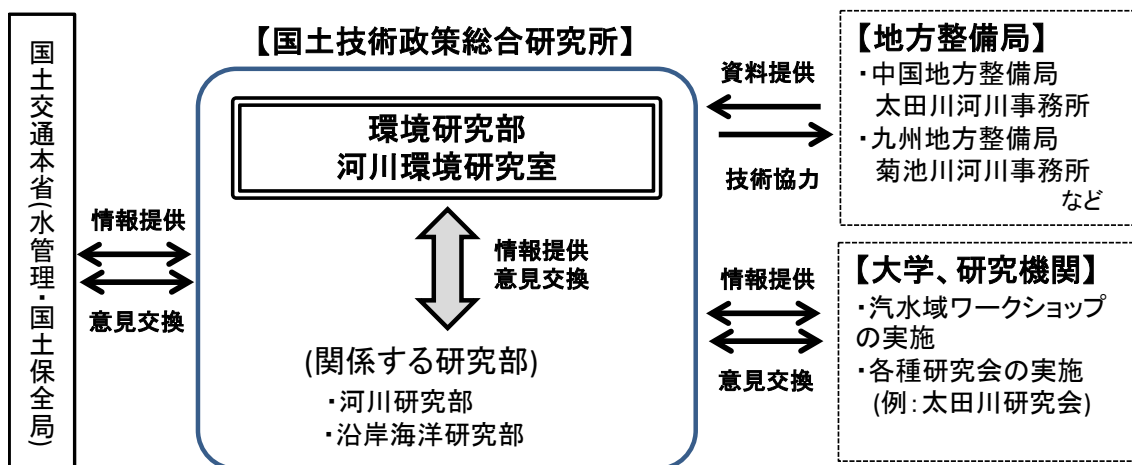 国土交通本省(水管理・国土保全局)
情報提供
意見交換
【国土技術政策総合研究所】
環境研究部
河川環境研究室
情報提供
意見交換
(関係する研究部)
・河川研究部
・沿岸海洋研究部
資料提供
技術協力
【地方整備局】
・中国地方整備局
太田川河川事務所
・九州地方整備局
菊池川河川事務所
など
情報提供
意見交換
【大学、研究機関】
・汽水域ワークショップ
の実施
・各種研究会の実施
(例：太田川研究会)